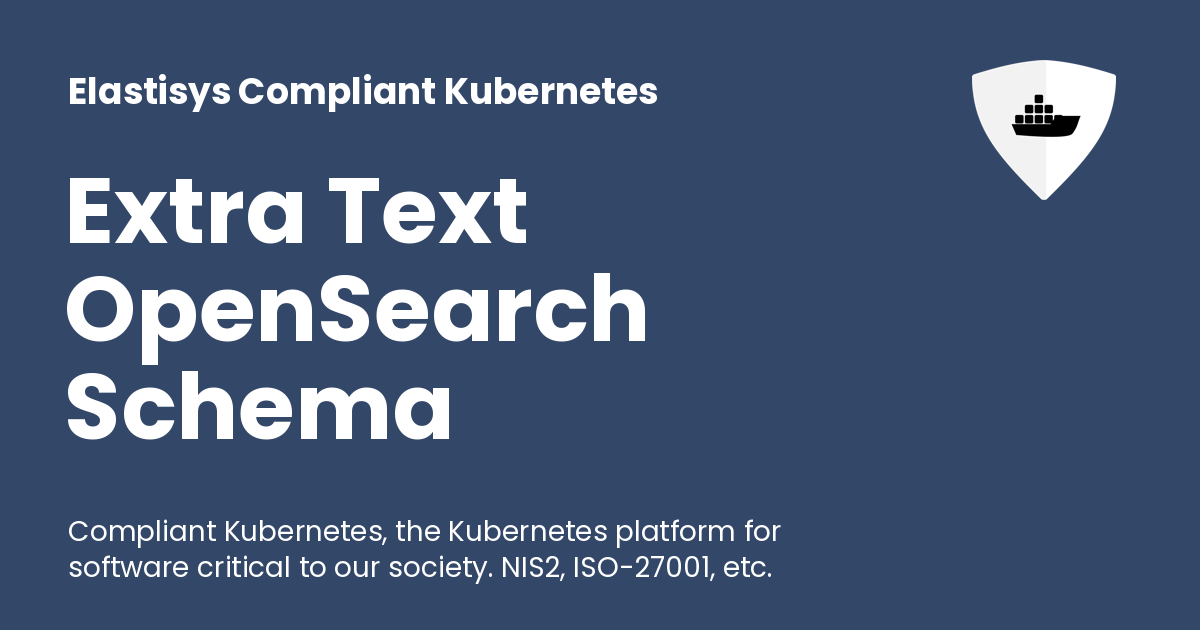 Elastisys Compliant Kubernetes
Extra Text
OpenSearch
Schema
Compliant Kubernetes, the Kubernetes platform for
software critical to our society. NIS2, ISO-27001, etc.